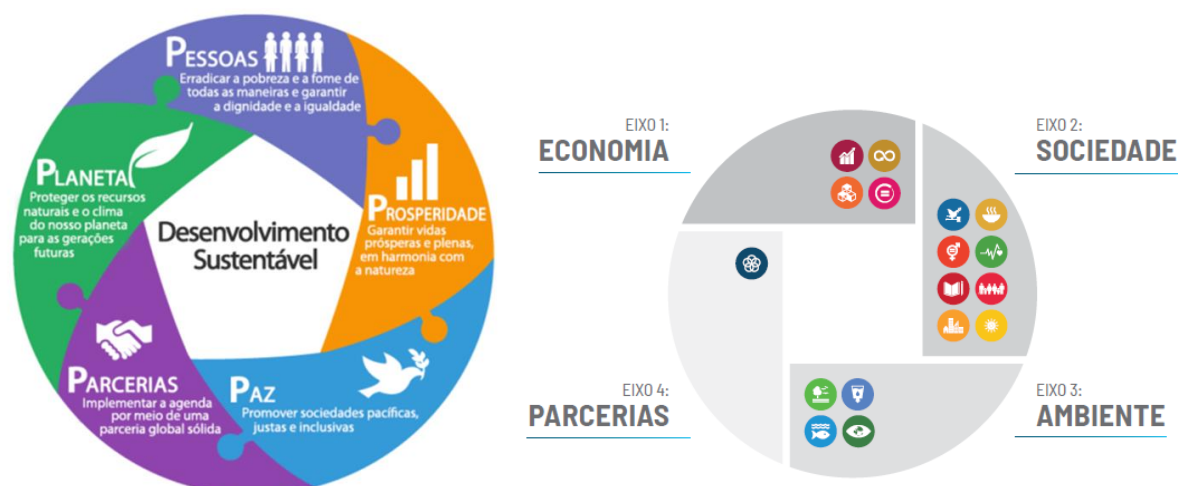 PESSOAS
Erradicar a pobreza e a fome de
todas as maneiras e garantir
a dignidade e a igualdade
PLANETA
Proteger os recursos
naturais e o clima
do nosso planeta
para as gerações
futuras
PROSPERIDADE
Garantir vidas
prósperas e plenas,
em harmonia com
a natureza
Desenvolvimento
Sustentável
PARCERIAS
Implementar a agenda
por meio de uma
parceria global sólida
PAZ
Promover sociedades pacíficas,
justas e inclusivas
EIXO 1:
ECONOMIA
EIXO 2:
SOCIEDADE
EIXO 4:
PARCERIAS
EIXO 3:
AMBIENTE